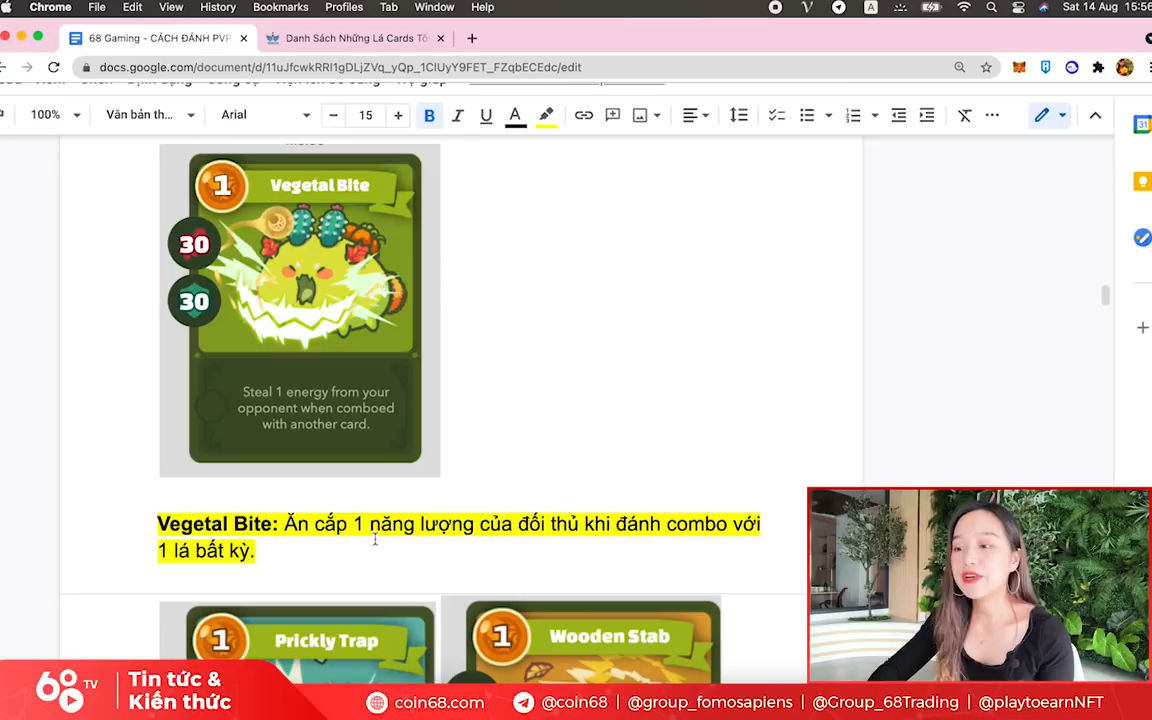 Chrome File Edit View History Bookmarks Profiles Tab Window Help Sat 14 Aug 15:56
68 Gaming - CÁCH ĐÁNH PVP Danh Sách Những Lá Cards Tố
docs.google.com/document/d/11uJfcwkRRI1gDLjZVq_yQp_1CIUyY9FET_FZqbECEdc/edit
100% Văn bản th... Arial 15 B I U A
1 Vegetal Bite
30
30
Steal 1 energy from your
opponent when comboed
with another card.
Vegetal Bite: Ăn cắp 1 năng lượng của đối thủ khi đánh combo với
1 lá bất kỳ.
1 Prickly Trap 1 Wooden Stab
68 TV Tin tức &
Kiến thức
coin68.com @coin68 @group_fomosapiens @Group_68Trading @playtoearnNFT